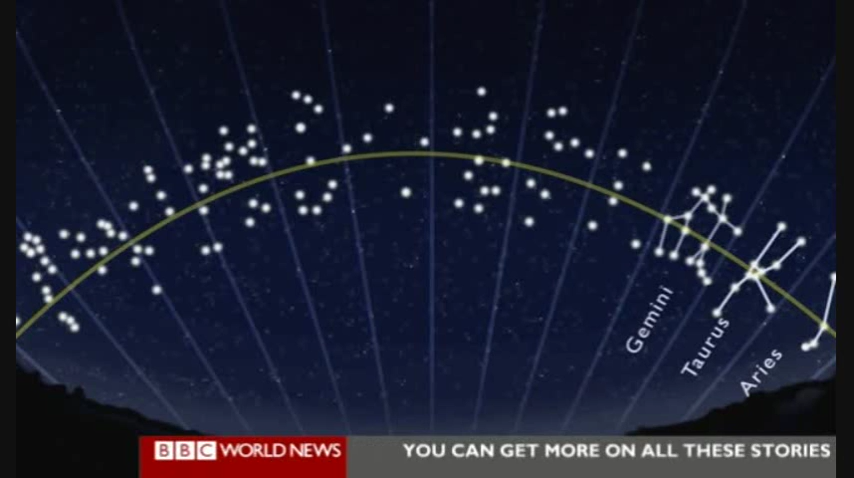 Gemini
Taurus
Aries
BBC WORLD NEWS
YOU CAN GET MORE ON ALL THESE STORIES